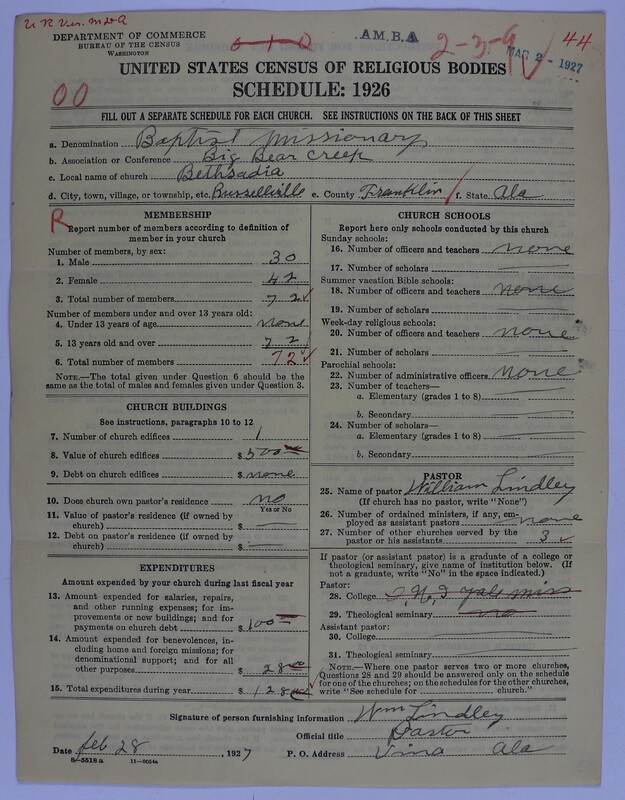 DEPARTMENT OF COMMERCE
BUREAU OF THE CENSUS
WASHINGTON
A.M.B.A
2-3-9
MAR 2 - 1927
44
UNITED STATES CENSUS OF RELIGIOUS BODIES
SCHEDULE: 1926
00
FILL OUT A SEPARATE SCHEDULE FOR EACH CHURCH. SEE INSTRUCTIONS ON THE BACK OF THIS SHEET
a. Denomination Baptist Missionary
b. Association or Conference Big Bear Creek
c. Local name of church Bethsadia
d. City, town, village, or township, etc. Russellville e. County Franklin f. State Ala
R
MEMBERSHIP
Report number of members according to definition of member in your church
Number of members, by sex:
1. Male 30
2. Female 42
3. Total number of members 72
Number of members under and over 13 years old:
4. Under 13 years of age none
5. 13 years old and over 72
6. Total number of members 72
NOTE.—The total given under Question 6 should be the same as the total of males and females given under Question 3.
CHURCH BUILDINGS
See instructions, paragraphs 10 to 12
7. Number of church edifices 1
8. Value of church edifices $500
9. Debt on church edifices $none
10. Does church own pastor's residence no
Yes or No
11. Value of pastor's residence (if owned by church) $
12. Debt on pastor's residence (if owned by church) $
EXPENDITURES
Amount expended by your church during last fiscal year
13. Amount expended for salaries, repairs, and other running expenses; for improvements or new buildings; and for payments on church debt $100
14. Amount expended for benevolences, including home and foreign missions; for denominational support; and for all other purposes $28
15. Total expenditures during year $128
CHURCH SCHOOLS
Report here only schools conducted by this church
Sunday schools:
16. Number of officers and teachers none
17. Number of scholars
Summer vacation Bible schools:
18. Number of officers and teachers none
19. Number of scholars
Week-day religious schools:
20. Number of officers and teachers none
21. Number of scholars
Parochial schools:
22. Number of administrative officers none
23. Number of teachers—
a. Elementary (grades 1 to 8)
b. Secondary
24. Number of scholars—
a. Elementary (grades 1 to 8)
b. Secondary
PASTOR
25. Name of pastor William Lindley
(If church has no pastor, write "None")
26. Number of ordained ministers, if any, employed as assistant pastors none
27. Number of other churches served by the pastor or his assistants 3
If pastor (or assistant pastor) is a graduate of a college or theological seminary, give name of institution below. (If not a graduate, write "No" in the space indicated.)
Pastor:
28. College
29. Theological seminary no
Assistant pastor:
30. College
31. Theological seminary
NOTE.—Where one pastor serves two or more churches, Questions 28 and 29 should be answered only on the schedule for one of the churches; on the schedules for the other churches, write "See schedule for church."
Signature of person furnishing information Wm Lindley
Official title Pastor
Date feb 28, 1927 P. O. Address Vina Ala
8-5518 a 11-9054a